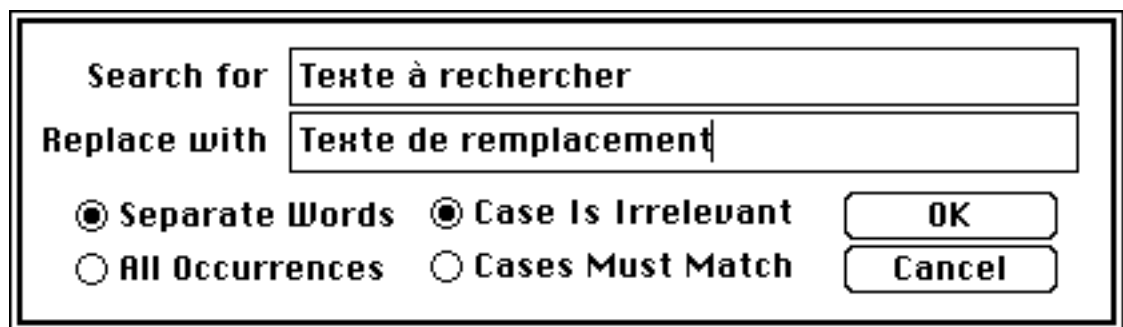 Search for Texte à rechercher
Replace with Texte de remplacement
Separate Words Case Is Irrelevant OK
All Occurrences Cases Must Match Cancel